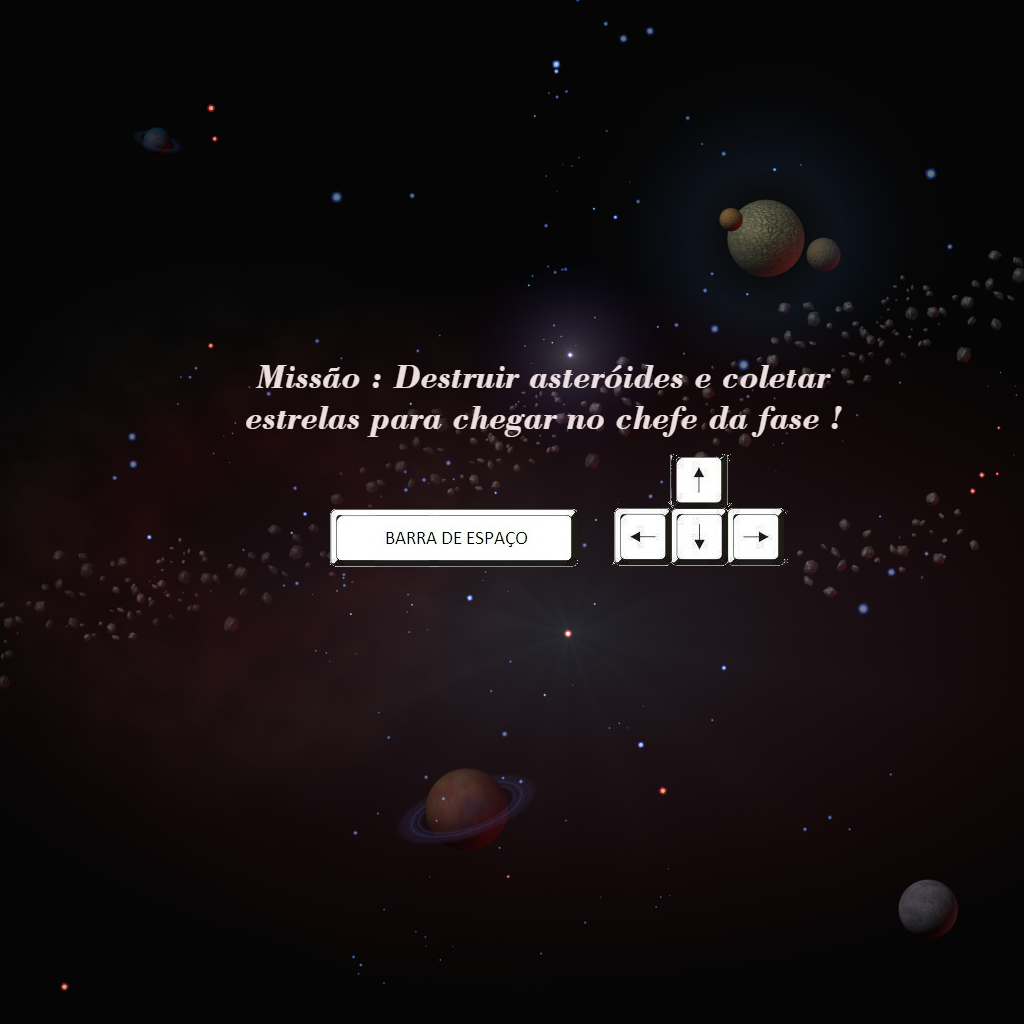 Missão : Destruir asteróides e coletar
estrelas para chegar no chefe da fase !
↑
BARRA DE ESPAÇO ← ↓ →